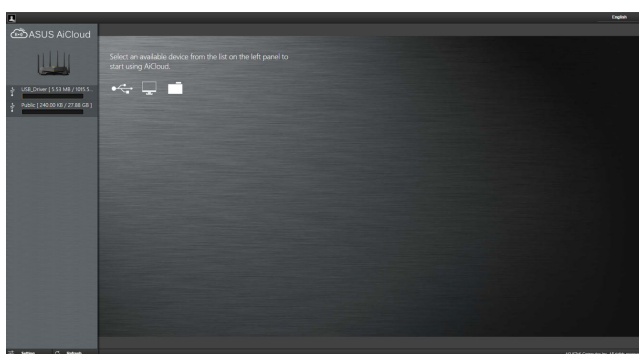 English
ASUS AiCloud
Select an available device from the list on the left panel to
start using AiCloud.
USB_Driver [ 5.53 MB / 1015.5
Public [ 240.00 KB / 27.88 GB ]
Setting Refresh